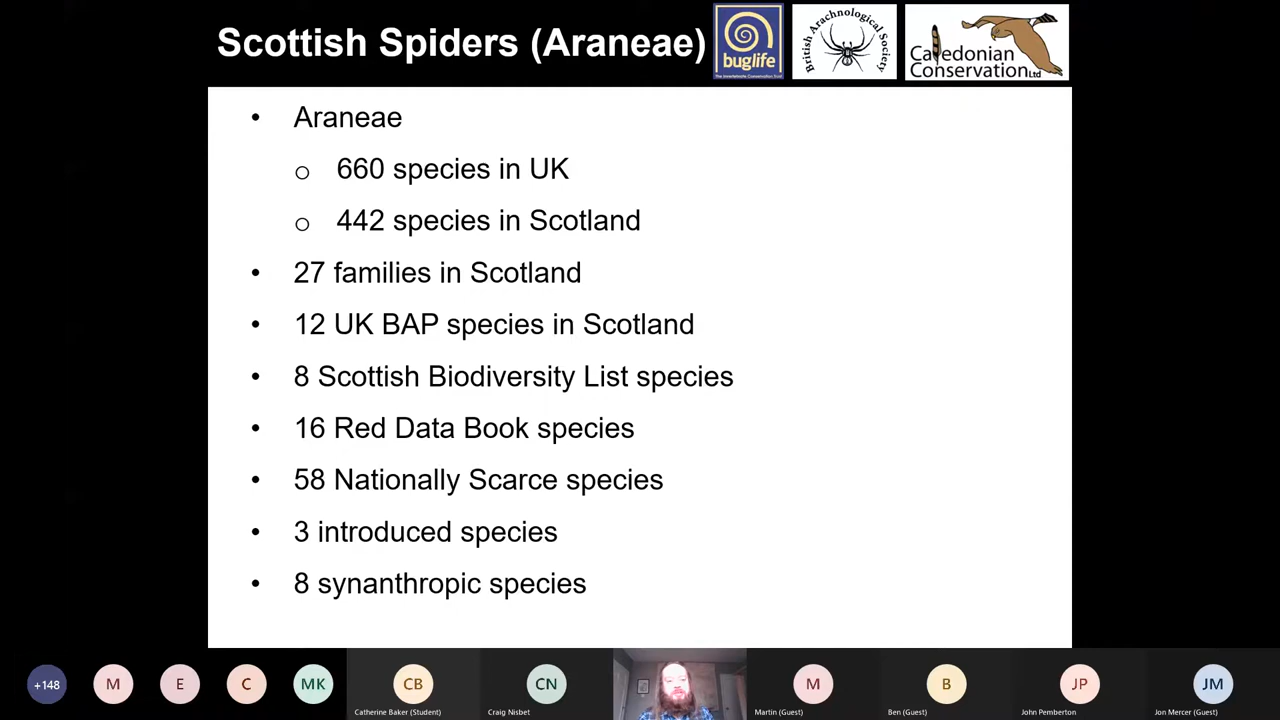 Scottish Spiders (Araneae)
buglife
The Invertebrate Conservation Trust
British Arachnological Society
Caledonian
Conservation Ltd
• Araneae
o 660 species in UK
o 442 species in Scotland
• 27 families in Scotland
• 12 UK BAP species in Scotland
• 8 Scottish Biodiversity List species
• 16 Red Data Book species
• 58 Nationally Scarce species
• 3 introduced species
• 8 synanthropic species
+148
M
E
C
MK
CB
CN
M
B
JP
JM
Catherine Baker (Student)
Craig Nisbet
Martin (Guest)
Ben (Guest)
John Pemberton
Jon Mercer (Guest)